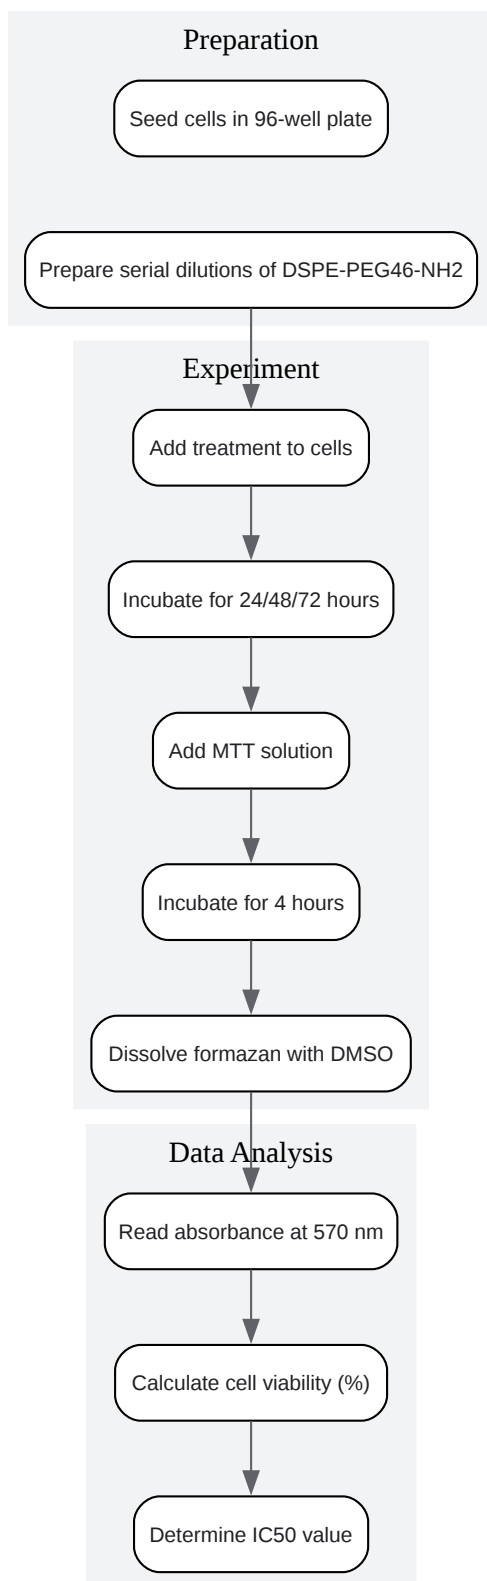 Preparation
Seed cells in 96-well plate
Prepare serial dilutions of DSPE-PEG46-NH2
Experiment
Add treatment to cells
Incubate for 24/48/72 hours
Add MTT solution
Incubate for 4 hours
Dissolve formazan with DMSO
Data Analysis
Read absorbance at 570 nm
Calculate cell viability (%)
Determine IC50 value